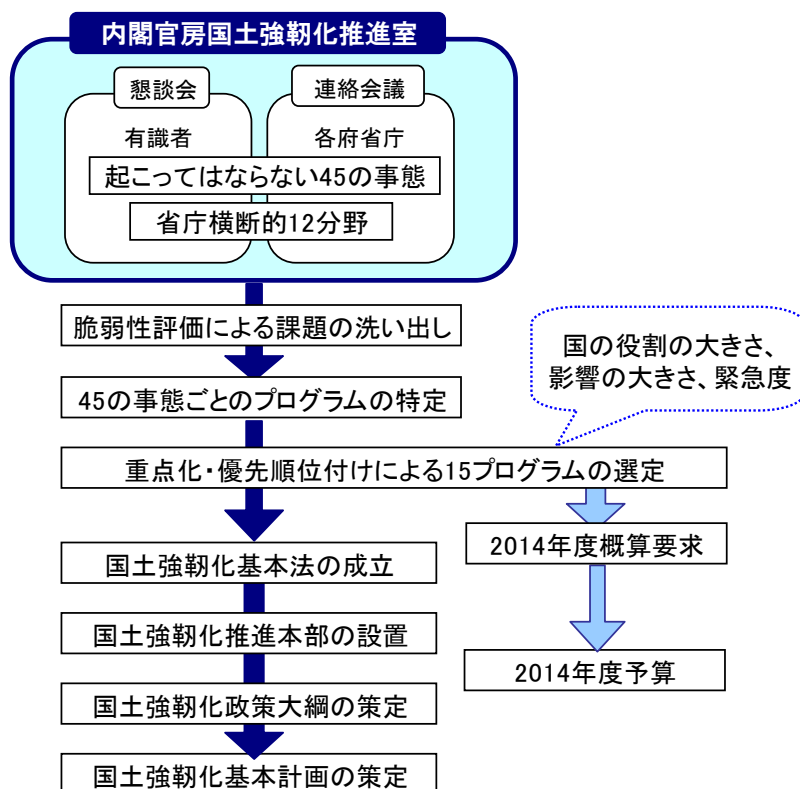 内閣官房国土強靭化推進室
懇談会
連絡会議
有識者
各府省庁
起こってはならない45の事態
省庁横断的12分野
脆弱性評価による課題の洗い出し
国の役割の大きさ、
影響の大きさ、緊急度
45の事態ごとのプログラムの特定
重点化・優先順位付けによる15プログラムの選定
2014年度概算要求
国土強靭化基本法の成立
国土強靭化推進本部の設置
2014年度予算
国土強靭化政策大綱の策定
国土強靭化基本計画の策定